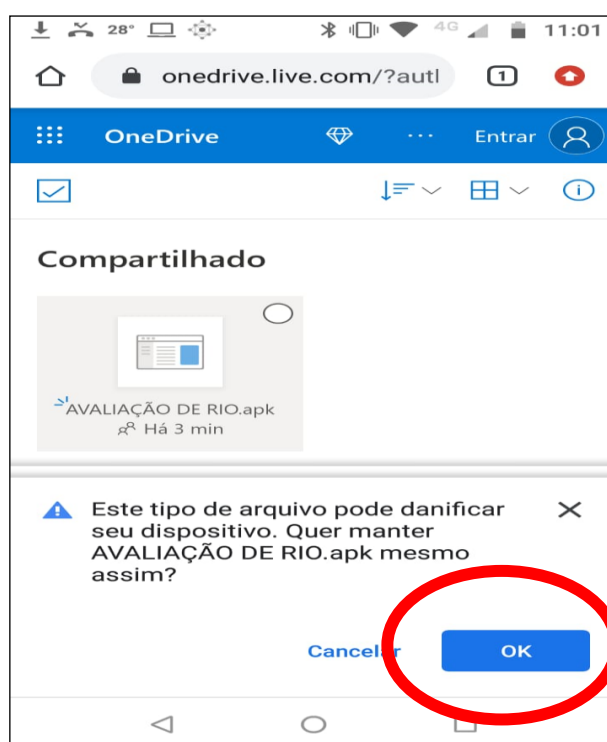 28° 4G 11:01
onedrive.live.com/?autl 1
OneDrive ... Entrar
Compartilhado
AVALIAÇÃO DE RIO.apk
Há 3 min
Este tipo de arquivo pode danificar
seu dispositivo. Quer manter
AVALIAÇÃO DE RIO.apk mesmo
assim?
Cancelar OK